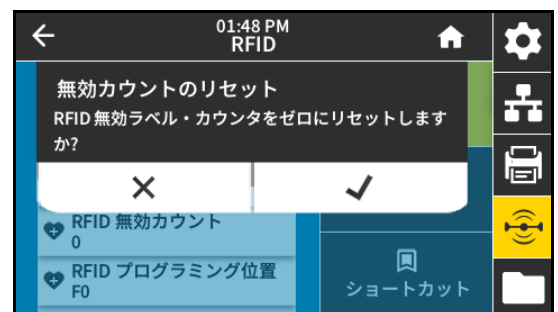 01:48 PM
RFID
無効カウントのリセット
RFID 無効ラベル・カウンタをゼロにリセットします
か?
RFID 無効カウント
0
RFID プログラミング位置
F0
ショートカット